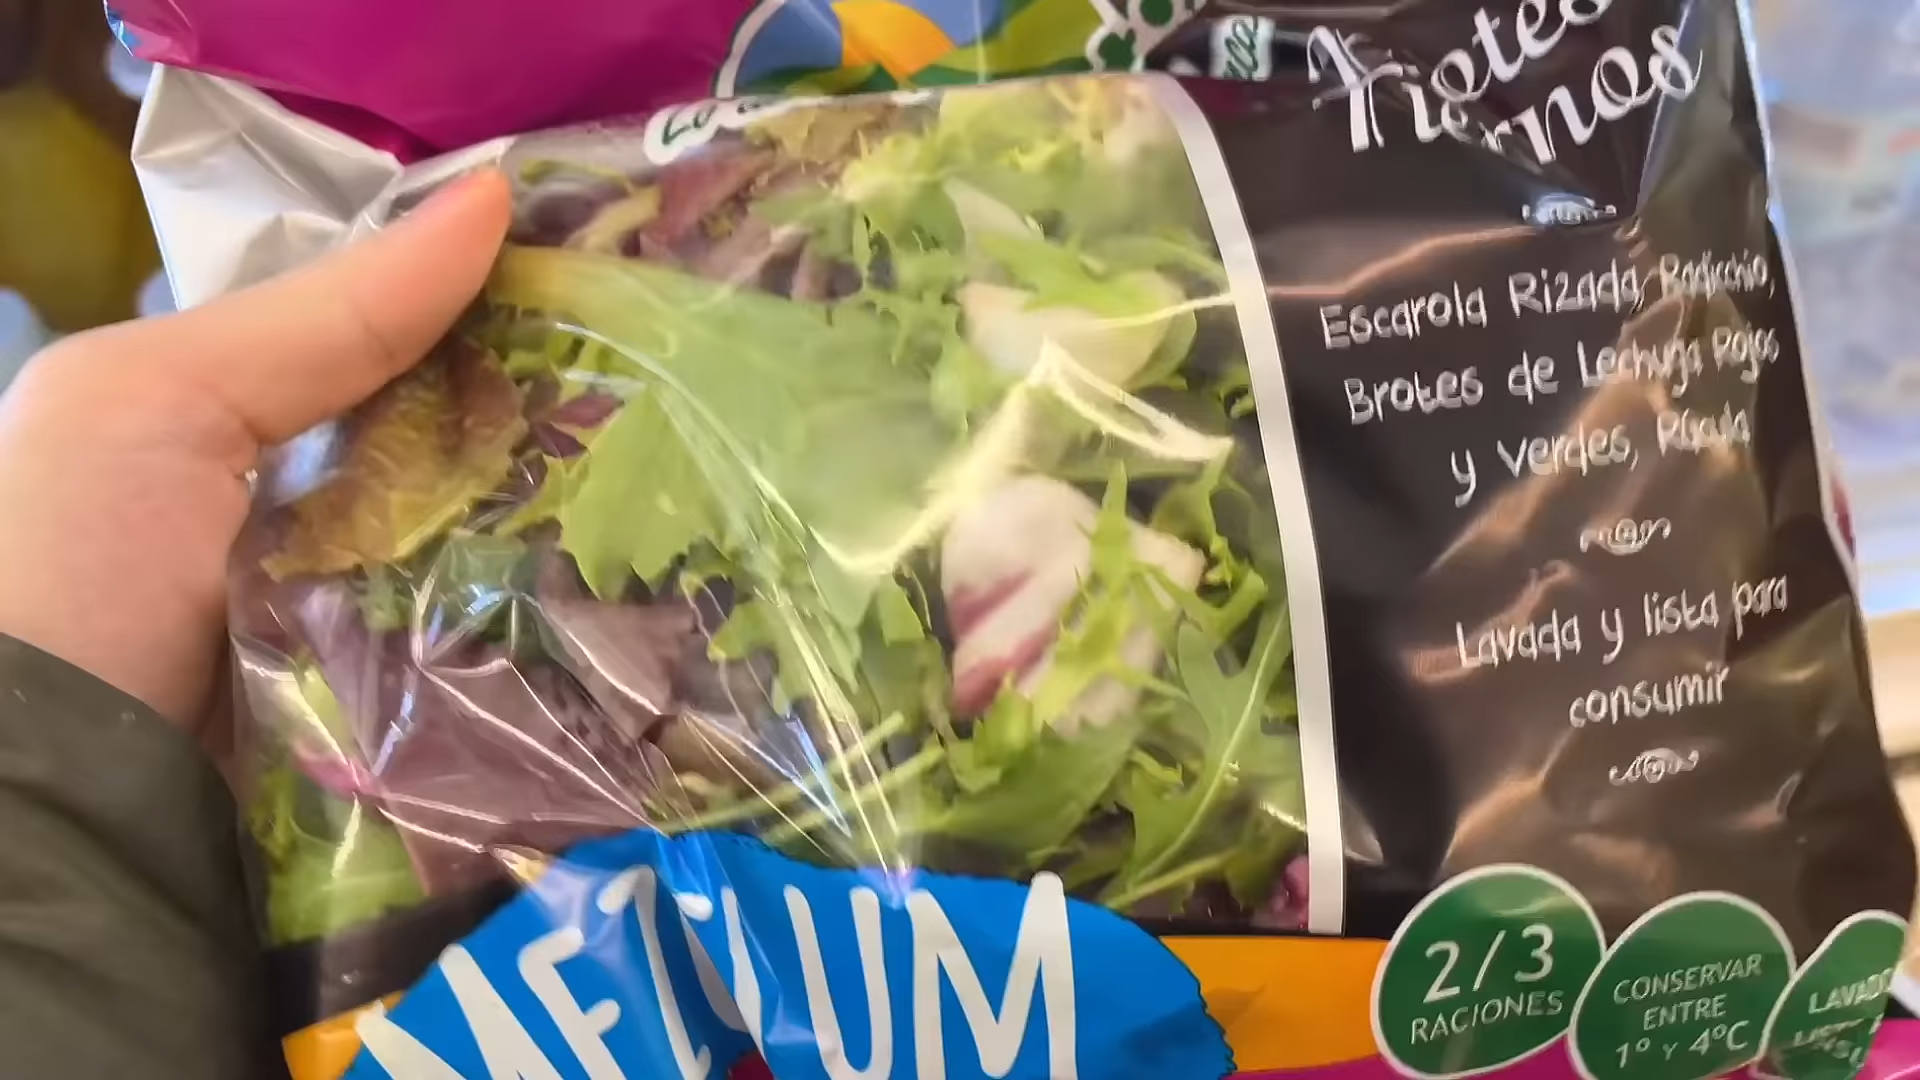 Escarola Rizada, Radicchio,
Brotes de Lechuga Rojos
y Verdes, Rúcula
Lavada y lista para
consumir
MEZCLUM
2/3
RACIONES
CONSERVAR
ENTRE
1º Y 4ºC